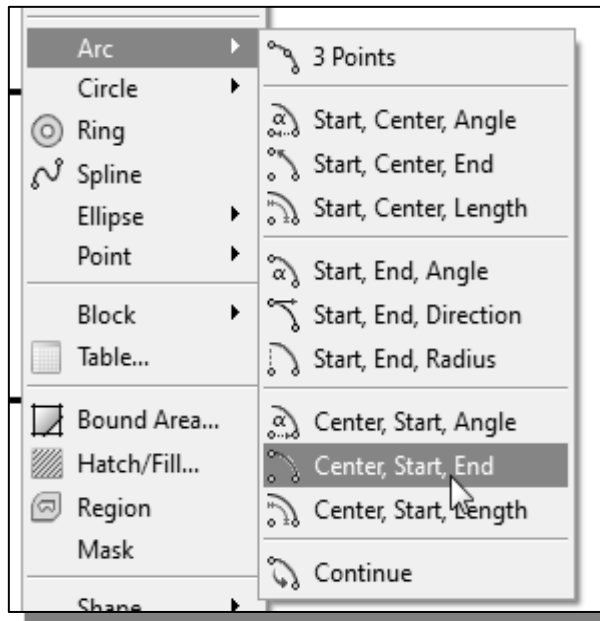 Arc
Circle
Ring
Spline
Ellipse
Point
Block
Table...
Bound Area...
Hatch/Fill...
Region
Mask
Shape
3 Points
Start, Center, Angle
Start, Center, End
Start, Center, Length
Start, End, Angle
Start, End, Direction
Start, End, Radius
Center, Start, Angle
Center, Start, End
Center, Start, Length
Continue